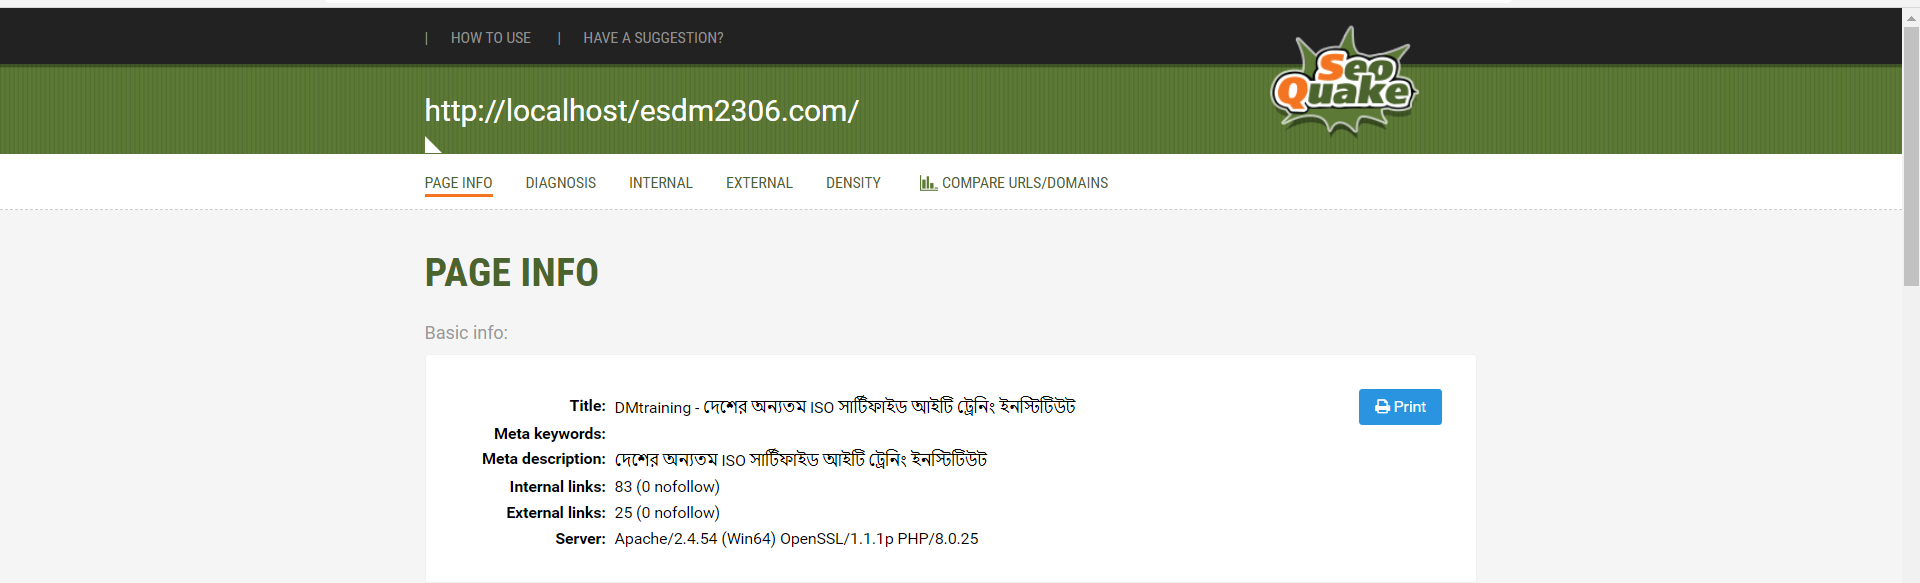 | HOW TO USE | HAVE A SUGGESTION?
Seo Quake
http://localhost/esdm2306.com/
PAGE INFO DIAGNOSIS INTERNAL EXTERNAL DENSITY COMPARE URLS/DOMAINS
PAGE INFO
Basic info:
Title: DMtraining - দেশের অন্যতম ISO সার্টিফাইড আইটি ট্রেনিং ইনস্টিটিউট
Print
Meta keywords:
Meta description: দেশের অন্যতম ISO সার্টিফাইড আইটি ট্রেনিং ইনস্টিটিউট
Internal links: 83 (0 nofollow)
External links: 25 (0 nofollow)
Server: Apache/2.4.54 (Win64) OpenSSL/1.1.1p PHP/8.0.25